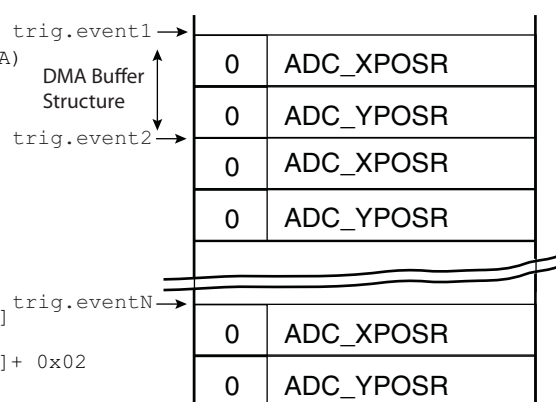 trig.event1
A)
0 ADC_XPOSR
DMA Buffer
Structure
0 ADC_YPOSR
trig.event2
0 ADC_XPOSR
0 ADC_YPOSR
trig.eventN
]
0 ADC_XPOSR
]+ 0x02
0 ADC_YPOSR